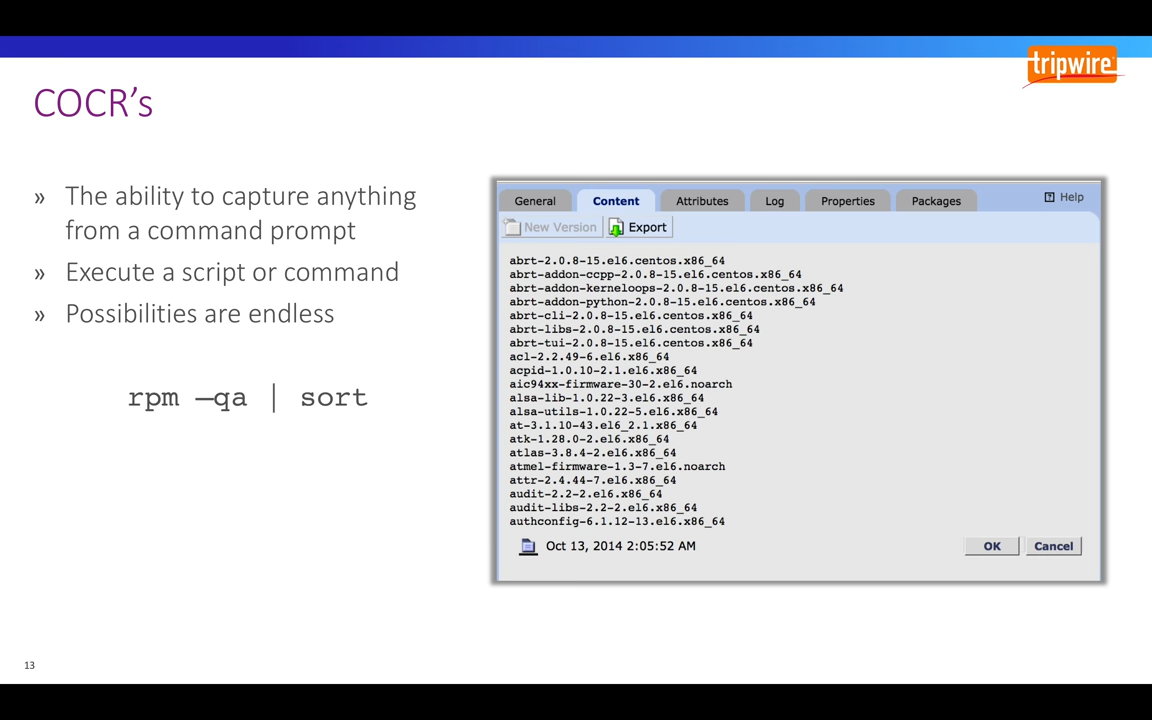 tripwire
COCR's
» The ability to capture anything
from a command prompt
» Execute a script or command
» Possibilities are endless
rpm –qa | sort
General Content Attributes Log Properties Packages ? Help
New Version Export
abrt-2.0.8-15.el6.centos.x86_64
abrt-addon-ccpp-2.0.8-15.el6.centos.x86_64
abrt-addon-kerneloops-2.0.8-15.el6.centos.x86_64
abrt-addon-python-2.0.8-15.el6.centos.x86_64
abrt-cli-2.0.8-15.el6.centos.x86_64
abrt-libs-2.0.8-15.el6.centos.x86_64
abrt-tui-2.0.8-15.el6.centos.x86_64
acl-2.2.49-6.el6.x86_64
acpid-1.0.10-2.1.el6.x86_64
aic94xx-firmware-30-2.el6.noarch
alsa-lib-1.0.22-3.el6.x86_64
alsa-utils-1.0.22-5.el6.x86_64
at-3.1.10-43.el6_2.1.x86_64
atk-1.28.0-2.el6.x86_64
atlas-3.8.4-2.el6.x86_64
atmel-firmware-1.3-7.el6.noarch
attr-2.4.44-7.el6.x86_64
audit-2.2-2.el6.x86_64
audit-libs-2.2-2.el6.x86_64
authconfig-6.1.12-13.el6.x86_64
Oct 13, 2014 2:05:52 AM OK Cancel
13